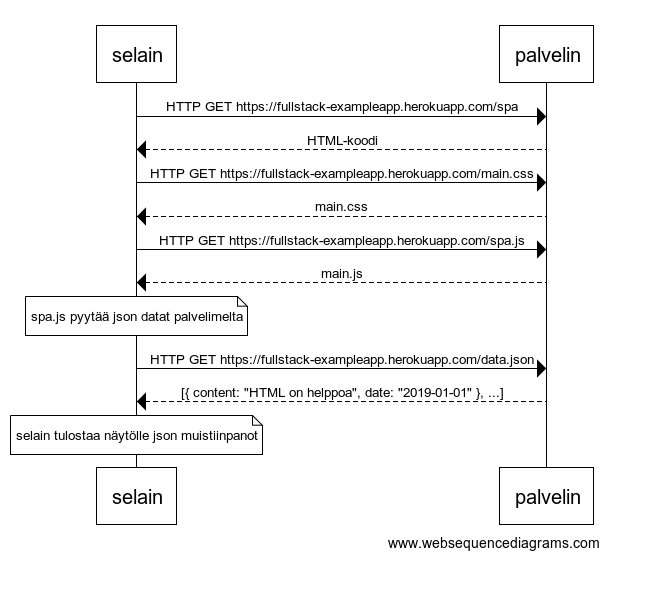 selain
palvelin
HTTP GET https://fullstack-exampleapp.herokuapp.com/spa
HTML-koodi
HTTP GET https://fullstack-exampleapp.herokuapp.com/main.css
main.css
HTTP GET https://fullstack-exampleapp.herokuapp.com/spa.js
main.js
spa.js pyytää json datat palvelimelta
HTTP GET https://fullstack-exampleapp.herokuapp.com/data.json
[{ content: "HTML on helppoa", date: "2019-01-01" }, ...]
selain tulostaa näytölle json muistiinpanot
selain
palvelin
www.websequencediagrams.com